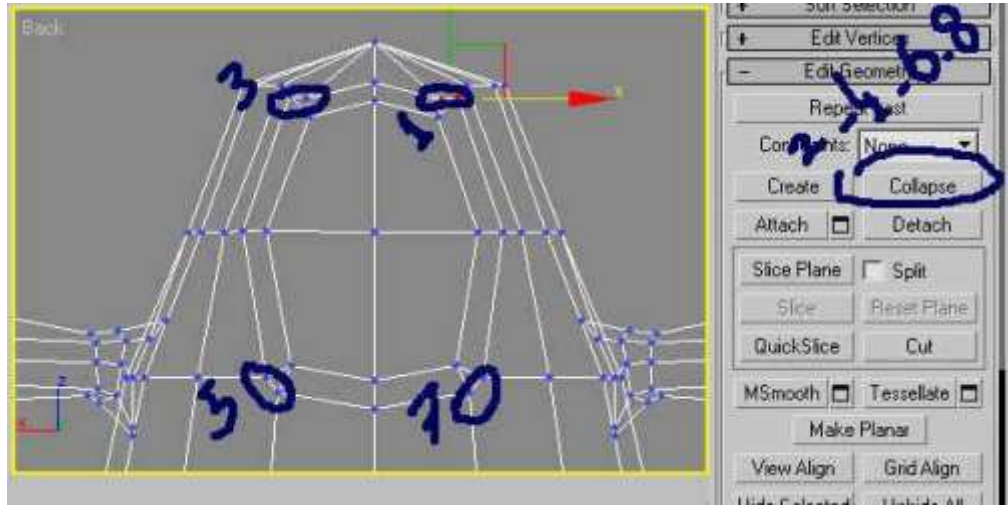 Back
Soft Selection
+ Edit Vertices
- Edit Geometry
Repeat Last
Constraints: None
Create Collapse
Attach Detach
Slice Plane Split
Slice Reset Plane
QuickSlice Cut
MSmooth Tessellate
Make Planar
View Align Grid Align
Hide Selected Unhide All
3
1
5
10
2-4-6-8
x
z
x